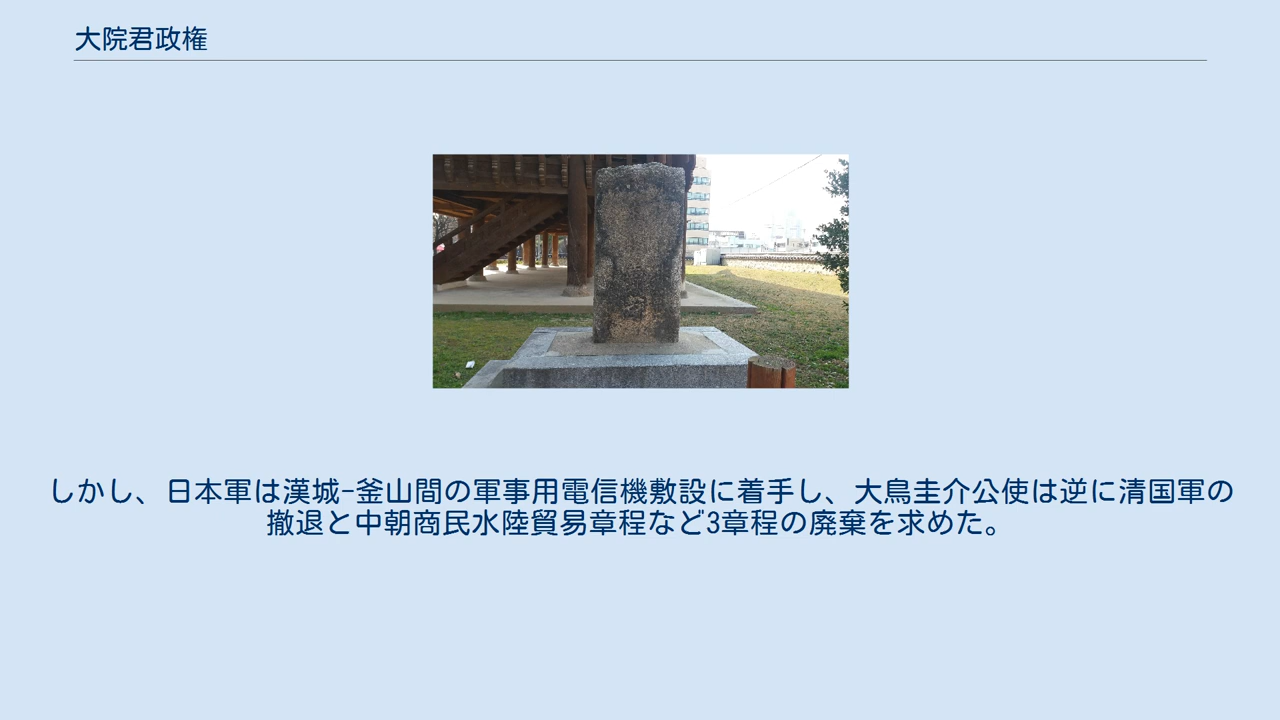 大院君政権
しかし、日本軍は漢城-釜山間の軍事用電信機敷設に着手し、大鳥圭介公使は逆に清国軍の
撤退と中朝商民水陸貿易章程など3章程の廃棄を求めた。